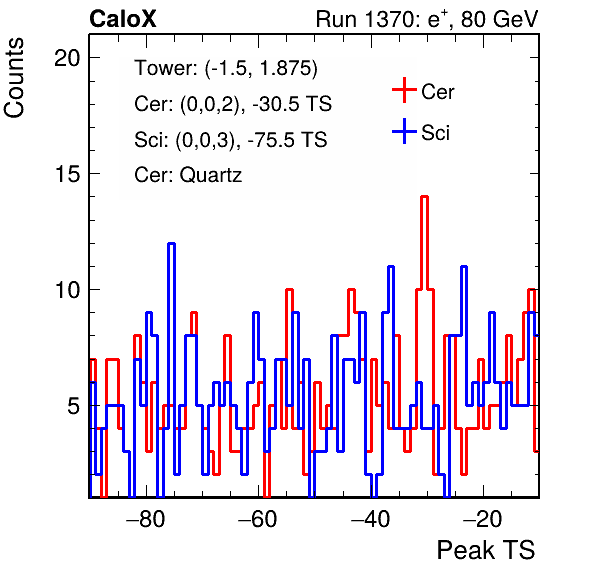 CaloX Run 1370: e⁺, 80 GeV
Counts
20
Tower: (-1.5, 1.875)
Cer: (0,0,2), -30.5 TS
Sci: (0,0,3), -75.5 TS
Cer: Quartz
Cer
Sci
15
10
5
−80 −60 −40 −20
Peak TS